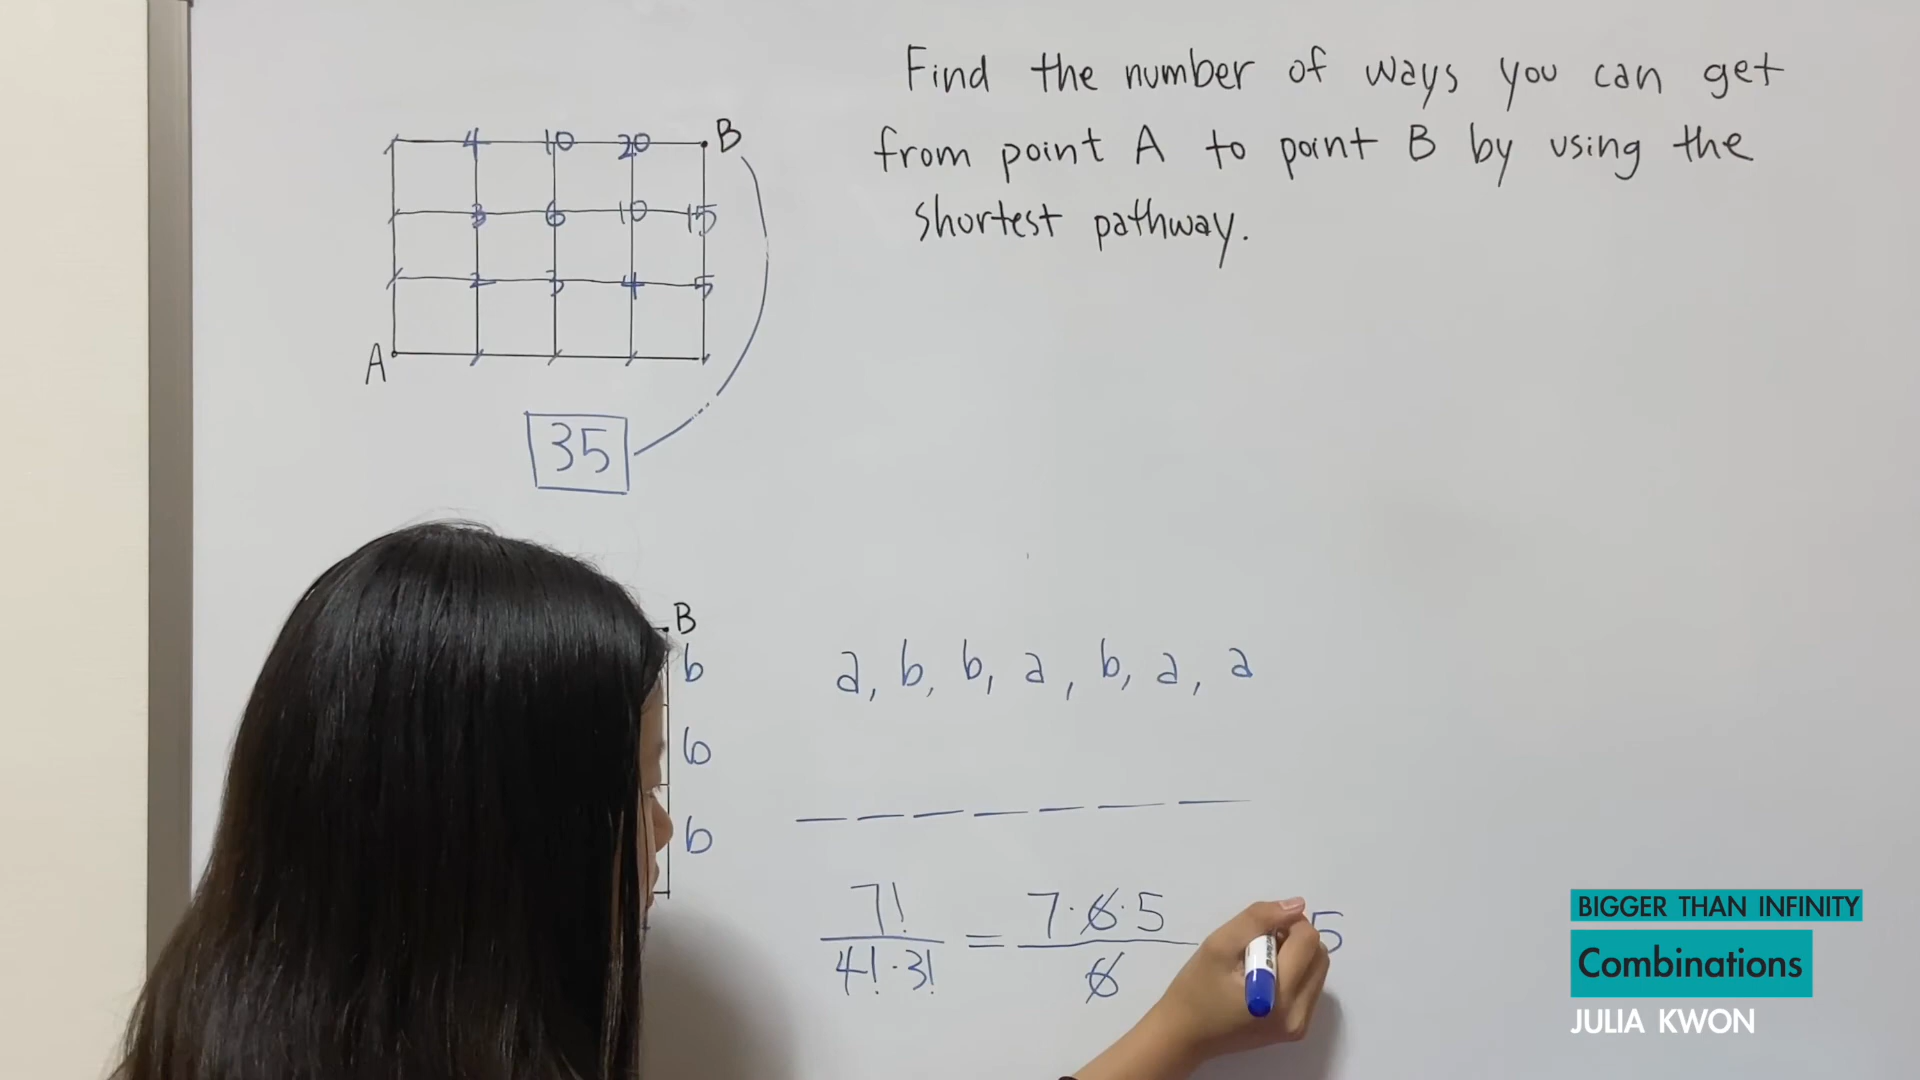 Find the number of ways you can get
from point A to point B by using the
shortest pathway.
4 10 20 B
3 6 10 15
2 3 4 5
A
35
B
b
b
b
a, b, b, a, b, a, a
7! / 4! · 3! = 7 · 6 · 5 / 6
5
BIGGER THAN INFINITY
Combinations
JULIA KWON